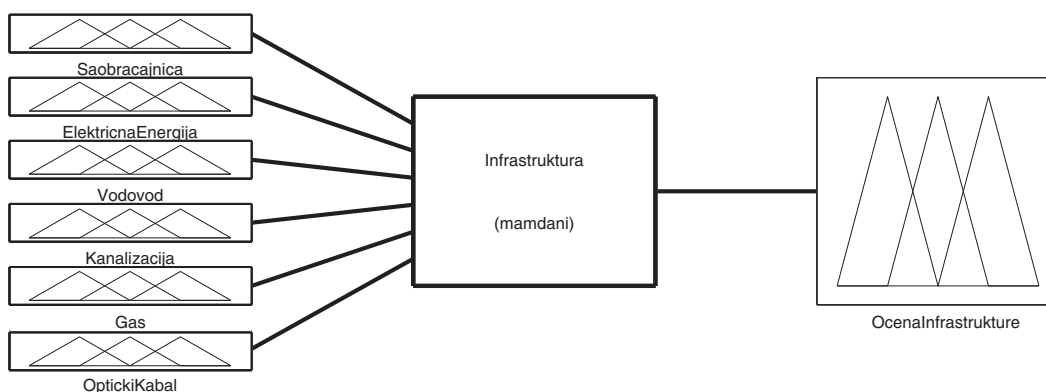 Saobracajnica
ElektricnaEnergija
Vodovod
Kanalizacija
Gas
OptickiKabal
Infrastruktura
(mamdani)
OcenaInfrastrukture